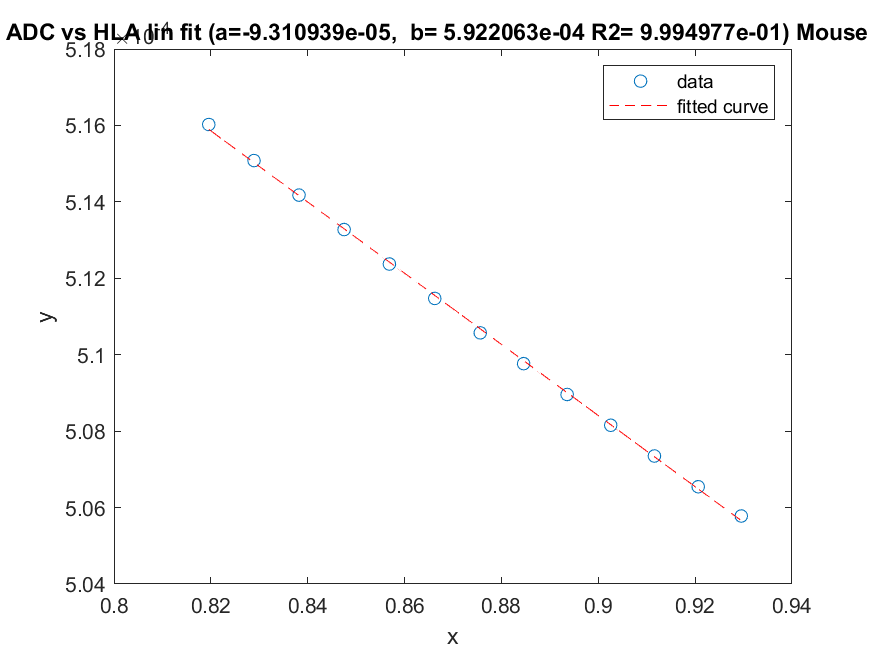 ADC vs HLA lin fit (a=-9.310939e-05, b= 5.922063e-04 R2= 9.994977e-01) Mouse
×10-4
5.18
5.16
5.14
5.12
5.1
5.08
5.06
5.04
y
data
fitted curve
0.8 0.82 0.84 0.86 0.88 0.9 0.92 0.94
x